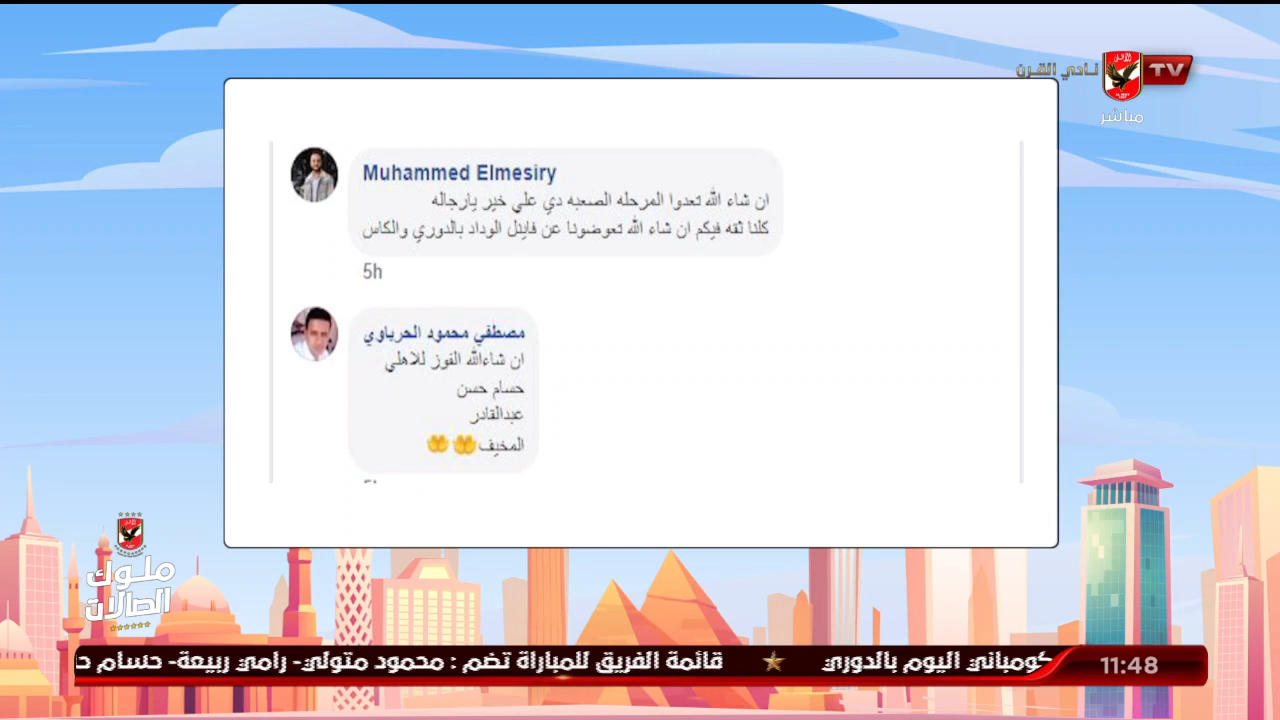 نادي القرن
TV
مباشر
Muhammed Elmesiry
ان شاء الله تعدوا المرحله الصعبه دي علي خير يارجاله
كلنا ثقه فيكم ان شاء الله تعوضونا عن فاينل الوداد بالدوري والكاس
5h
مصطفي محمود الحرباوي
ان شاءالله الفوز للاهلي
حسام حسن
عبدالقادر
المخيف🤲🤲
ملوك
الصالات
كومباني اليوم بالدوري ★ قائمة الفريق للمباراة تضم : محمود متولي- رامي ربيعة- حسام ح
11:48